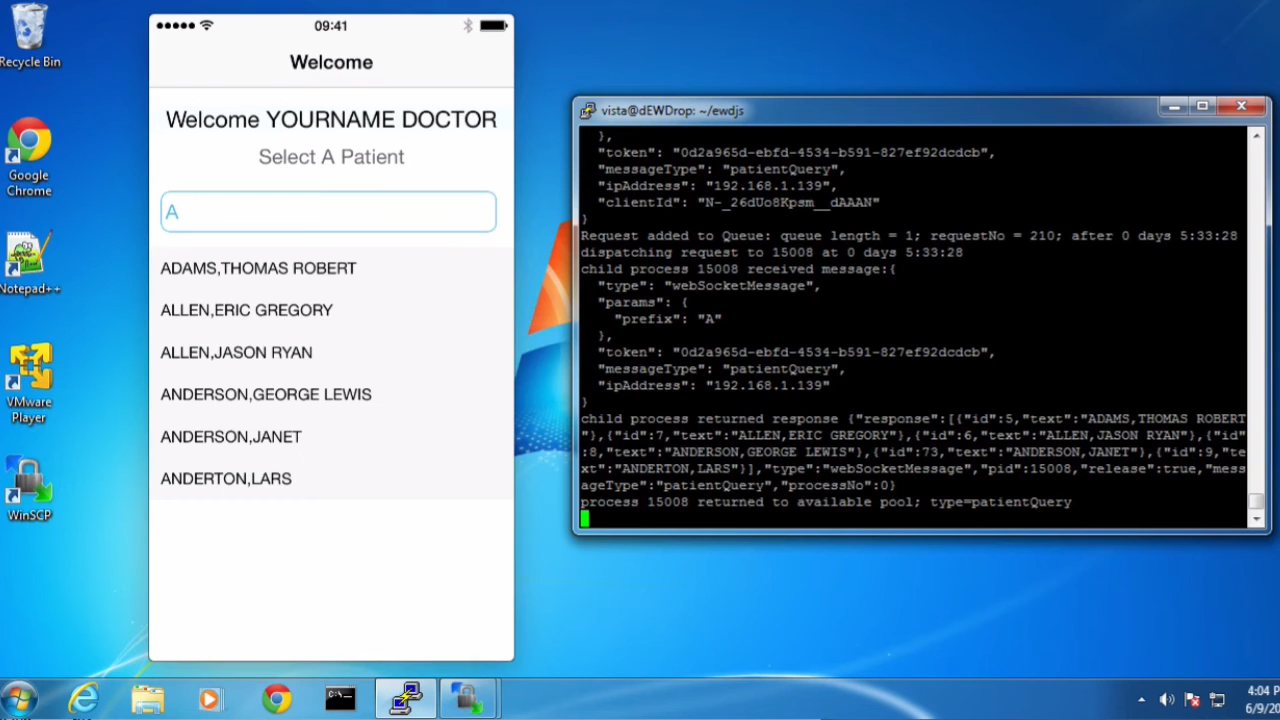 Recycle Bin
Google
Chrome
Notepad++
VMware
Player
WinSCP
09:41
Welcome
Welcome YOURNAME DOCTOR
Select A Patient
A
ADAMS,THOMAS ROBERT
ALLEN,ERIC GREGORY
ALLEN,JASON RYAN
ANDERSON,GEORGE LEWIS
ANDERSON,JANET
ANDERTON,LARS
vista@dEWDrop: ~/ewdjs
},
"token": "0d2a965d-ebfd-4534-b591-827ef92dcdcb",
"messageType": "patientQuery",
"ipAddress": "192.168.1.139",
"clientId": "N-_26dUo8Kpsm__dAAAN"
}
Request added to Queue: queue length = 1; requestNo = 210; after 0 days 5:33:28
dispatching request to 15008 at 0 days 5:33:28
child process 15008 received message:{
"type": "webSocketMessage",
"params": {
"prefix": "A"
},
"token": "0d2a965d-ebfd-4534-b591-827ef92dcdcb",
"messageType": "patientQuery",
"ipAddress": "192.168.1.139"
}
child process returned response {"response":[{"id":5,"text":"ADAMS,THOMAS ROBERT
"},{"id":7,"text":"ALLEN,ERIC GREGORY"},{"id":6,"text":"ALLEN,JASON RYAN"},{"id"
:8,"text":"ANDERSON,GEORGE LEWIS"},{"id":73,"text":"ANDERSON,JANET"},{"id":9,"te
xt":"ANDERTON,LARS"}],"type":"webSocketMessage","pid":15008,"release":true,"mess
ageType":"patientQuery","processNo":0}
process 15008 returned to available pool; type=patientQuery
4:04 P
6/9/20